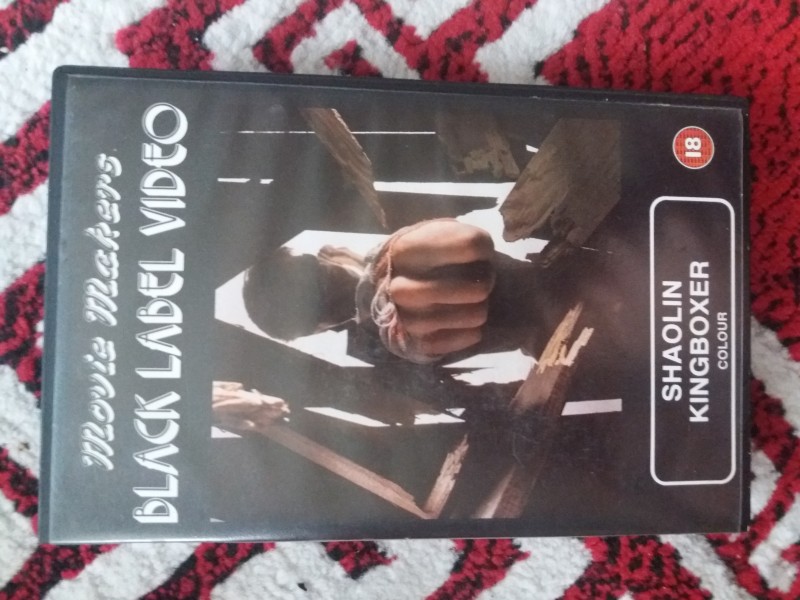 Movie Makers
BLACK LABEL VIDEO
18
SHAOLIN
KINGBOXER
COLOUR